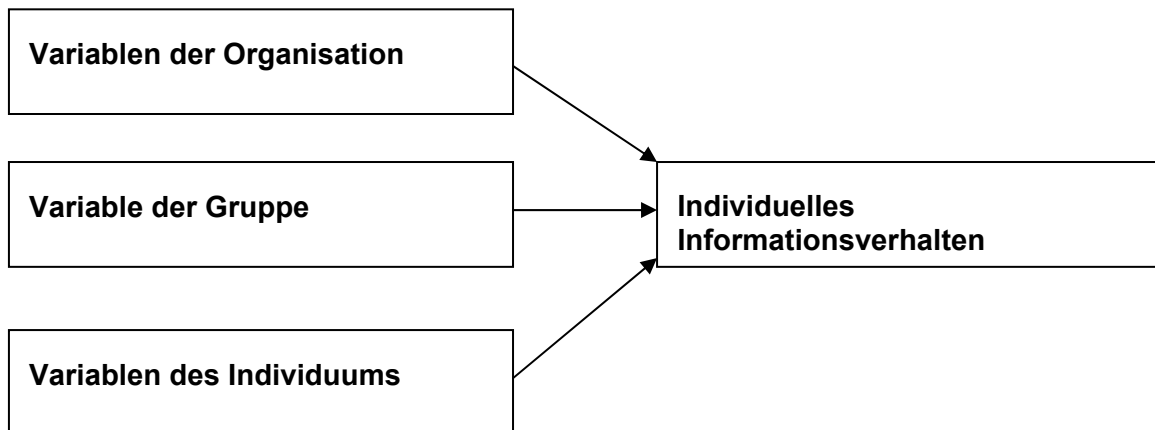 Variablen der Organisation
Variable der Gruppe
Individuelles
Informationsverhalten
Variablen des Individuums